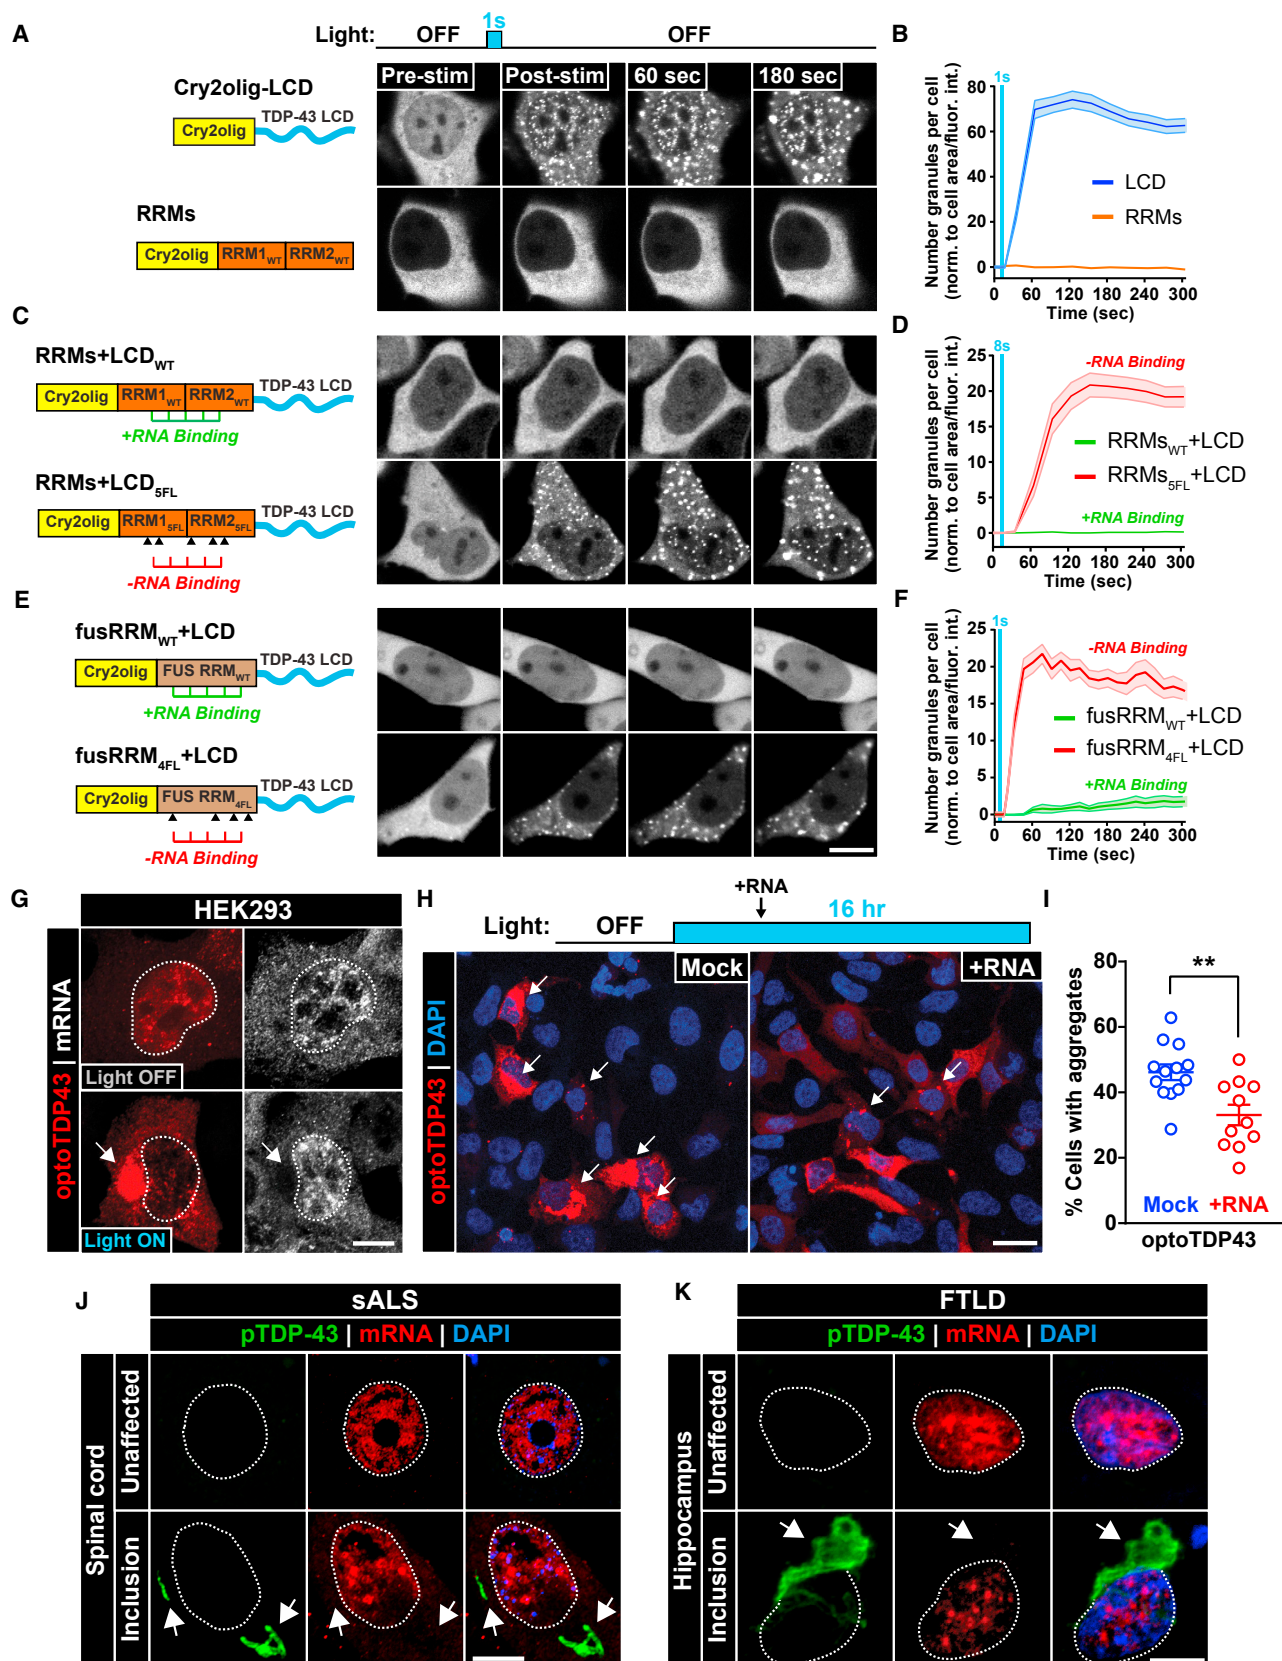 A
Light: OFF 1s OFF
Cry2olig-LCD
Cry2olig TDP-43 LCD
Pre-stim Post-stim 60 sec 180 sec
RRMs
Cry2olig RRM1WT RRM2WT
B
1s
Number granules per cell
(norm. to cell area/fluor. int.)
80
60
40
20
0
LCD
RRMs
0 60 120 180 240 300
Time (sec)
C
RRMs+LCDWT
Cry2olig RRM1WT RRM2WT TDP-43 LCD
+RNA Binding
RRMs+LCD5FL
Cry2olig RRM15FL RRM25FL TDP-43 LCD
-RNA Binding
D
8s
Number granules per cell
(norm. to cell area/fluor. int.)
25
20
15
10
5
0
-RNA Binding
RRMsWT+LCD
RRMs5FL+LCD
+RNA Binding
0 60 120 180 240 300
Time (sec)
E
fusRRMWT+LCD
Cry2olig FUS RRMWT TDP-43 LCD
+RNA Binding
fusRRM4FL+LCD
Cry2olig FUS RRM4FL TDP-43 LCD
-RNA Binding
F
1s
Number granules per cell
(norm. to cell area/fluor. int.)
25
20
15
10
5
0
-RNA Binding
fusRRMWT+LCD
fusRRM4FL+LCD
+RNA Binding
0 60 120 180 240 300
Time (sec)
G
HEK293
optoTDP43 | mRNA
Light OFF
Light ON
H
+RNA
Light: OFF 16 hr
optoTDP43 | DAPI
Mock
+RNA
I
% Cells with aggregates
80
60
40
20
0
**
Mock +RNA
optoTDP43
J
sALS
pTDP-43 | mRNA | DAPI
Spinal cord
Unaffected
Inclusion
K
FTLD
pTDP-43 | mRNA | DAPI
Hippocampus
Unaffected
Inclusion